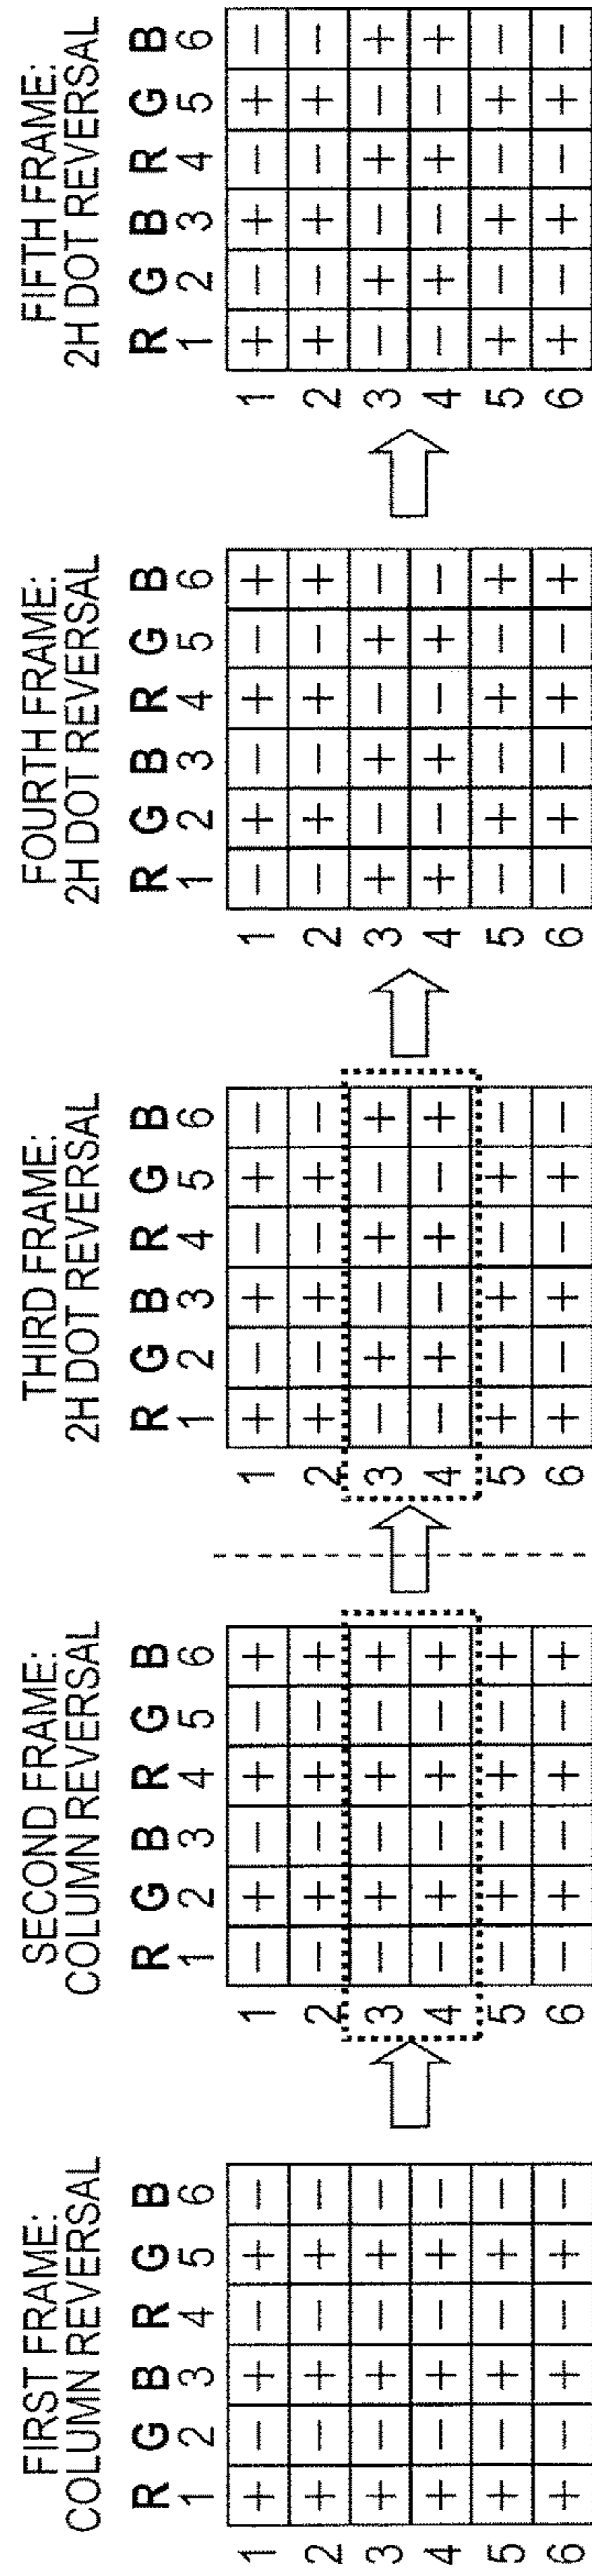 FIRST FRAME:
COLUMN REVERSAL
R G B R G B
1 2 3 4 5 6
1 + − + − + −
2 + − + − + −
3 + − + − + −
4 + − + − + −
5 + − + − + −
6 + − + − + −
SECOND FRAME:
COLUMN REVERSAL
R G B R G B
1 2 3 4 5 6
1 − + − + − +
2 − + − + − +
3 − + − + − +
4 − + − + − +
5 − + − + − +
6 − + − + − +
THIRD FRAME:
2H DOT REVERSAL
R G B R G B
1 2 3 4 5 6
1 + − + − + −
2 + − + − + −
3 − + − + − +
4 − + − + − +
5 + − + − + −
6 + − + − + −
FOURTH FRAME:
2H DOT REVERSAL
R G B R G B
1 2 3 4 5 6
1 − + − + − +
2 − + − + − +
3 + − + − + −
4 + − + − + −
5 − + − + − +
6 − + − + − +
FIFTH FRAME:
2H DOT REVERSAL
R G B R G B
1 2 3 4 5 6
1 + − + − + −
2 + − + − + −
3 − + − + − +
4 − + − + − +
5 + − + − + −
6 + − + − + −